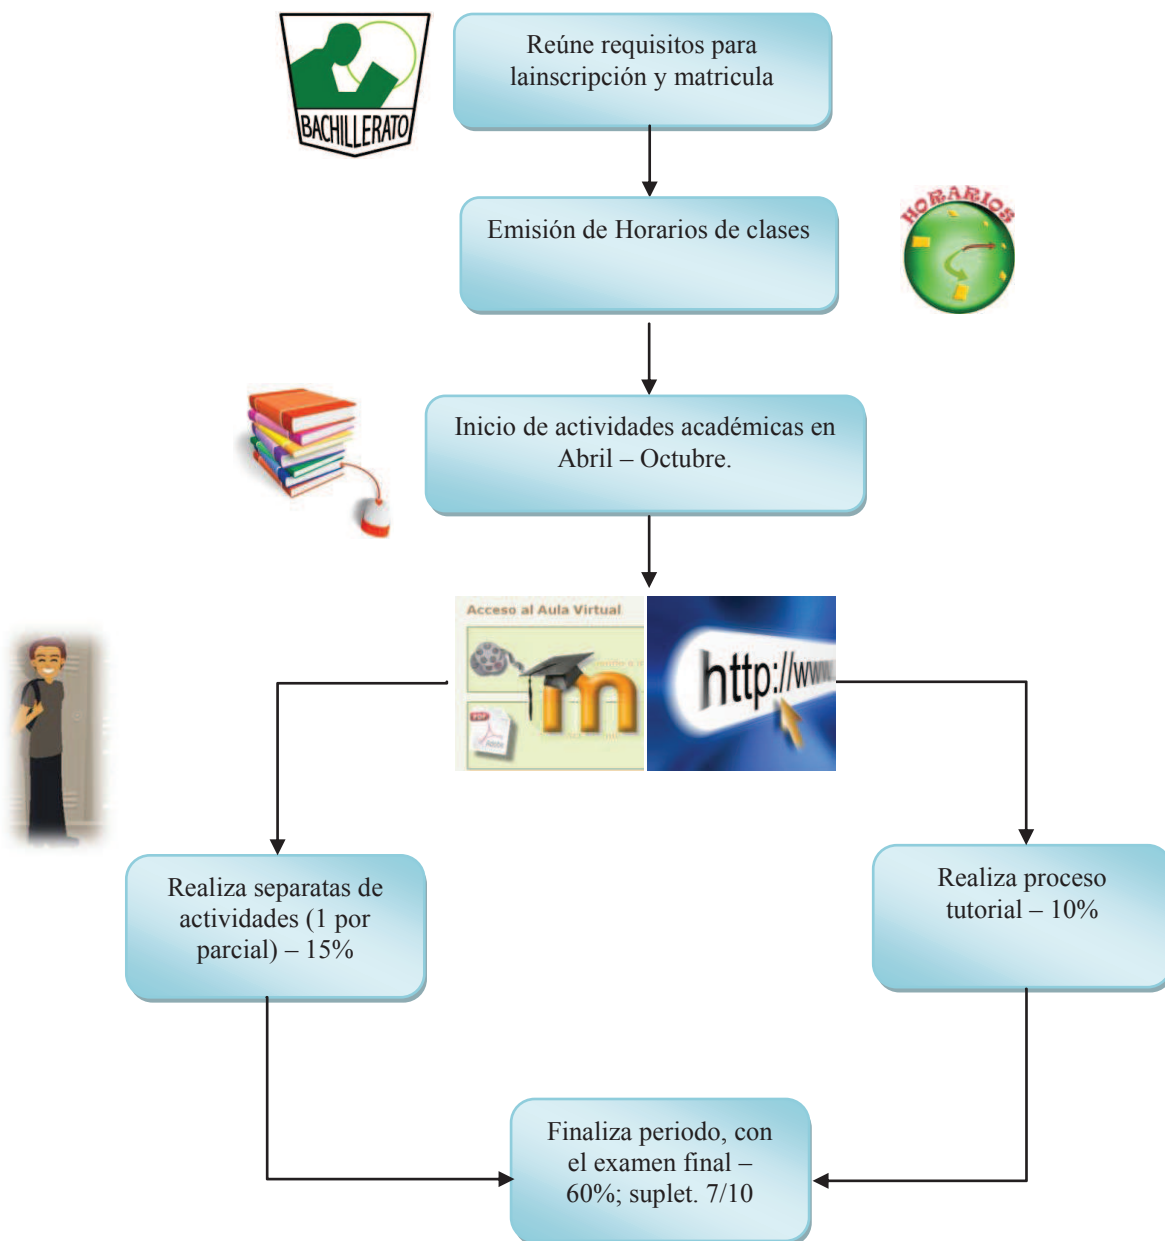 BACHILLERATO
Reúne requisitos para
lainscripción y matricula
HORARIOS
Emisión de Horarios de clases
Inicio de actividades académicas en
Abril – Octubre.
Acceso al Aula Virtual
PDF
Adobe
m
http://www.
Realiza separatas de
actividades (1 por
parcial) – 15%
Realiza proceso
tutorial – 10%
Finaliza periodo, con
el examen final –
60%; suplet. 7/10